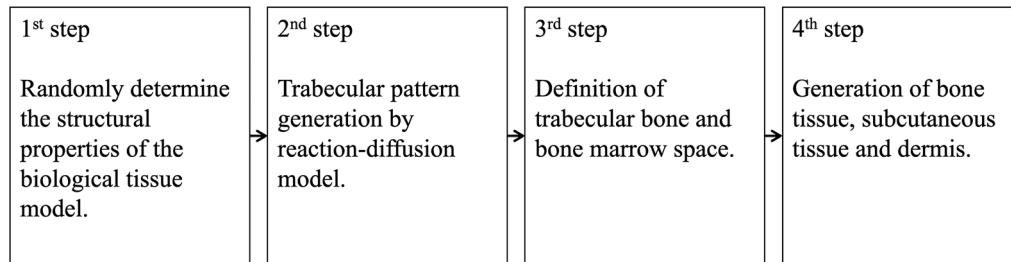 1st step
Randomly determine
the structural
properties of the
biological tissue
model.
2nd step
Trabecular pattern
generation by
reaction-diffusion
model.
3rd step
Definition of
trabecular bone and
bone marrow space.
4th step
Generation of bone
tissue, subcutaneous
tissue and dermis.